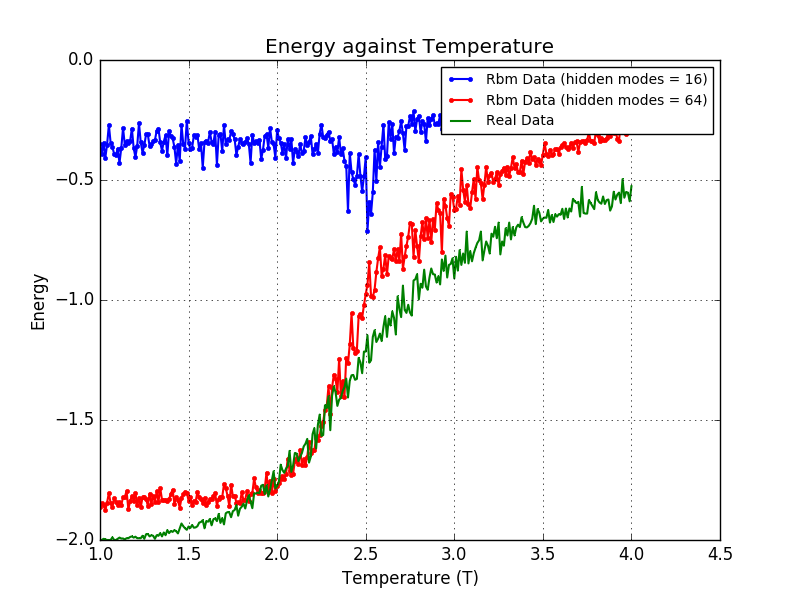 Energy against Temperature
Rbm Data (hidden modes = 16)
Rbm Data (hidden modes = 64)
Real Data
Energy
0.0
−0.5
−1.0
−1.5
−2.0
1.0 1.5 2.0 2.5 3.0 3.5 4.0 4.5
Temperature (T)